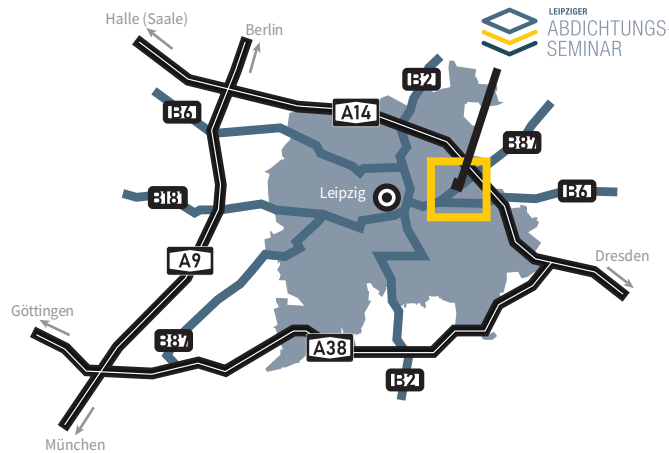 LEIPZIGER
ABDICHTUNGS-
SEMINAR
Halle (Saale)
Berlin
B2
B6
A14
B87
Leipzig
B6
B181
A9
Dresden
Göttingen
B87
A38
B2
München